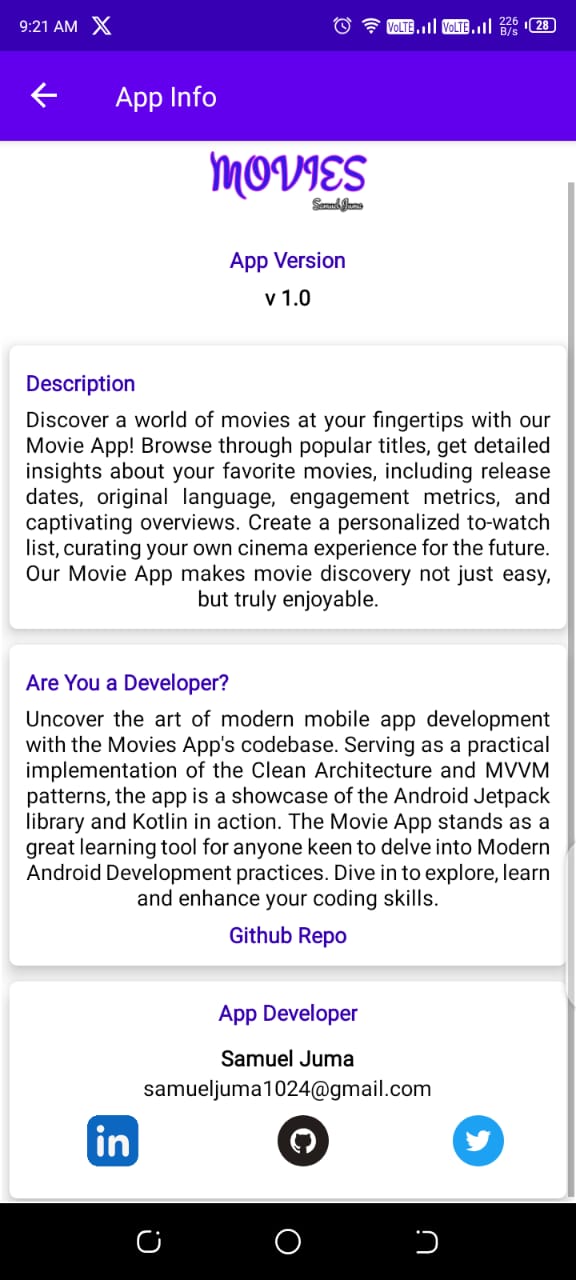 9:21 AM
VoLTE VoLTE 226 B/s 28
App Info
MOVIES
Samuel Juma
App Version
v 1.0
Description
Discover a world of movies at your fingertips with our
Movie App! Browse through popular titles, get detailed
insights about your favorite movies, including release
dates, original language, engagement metrics, and
captivating overviews. Create a personalized to-watch
list, curating your own cinema experience for the future.
Our Movie App makes movie discovery not just easy,
but truly enjoyable.
Are You a Developer?
Uncover the art of modern mobile app development
with the Movies App's codebase. Serving as a practical
implementation of the Clean Architecture and MVVM
patterns, the app is a showcase of the Android Jetpack
library and Kotlin in action. The Movie App stands as a
great learning tool for anyone keen to delve into Modern
Android Development practices. Dive in to explore, learn
and enhance your coding skills.
Github Repo
App Developer
Samuel Juma
samueljuma1024@gmail.com
in